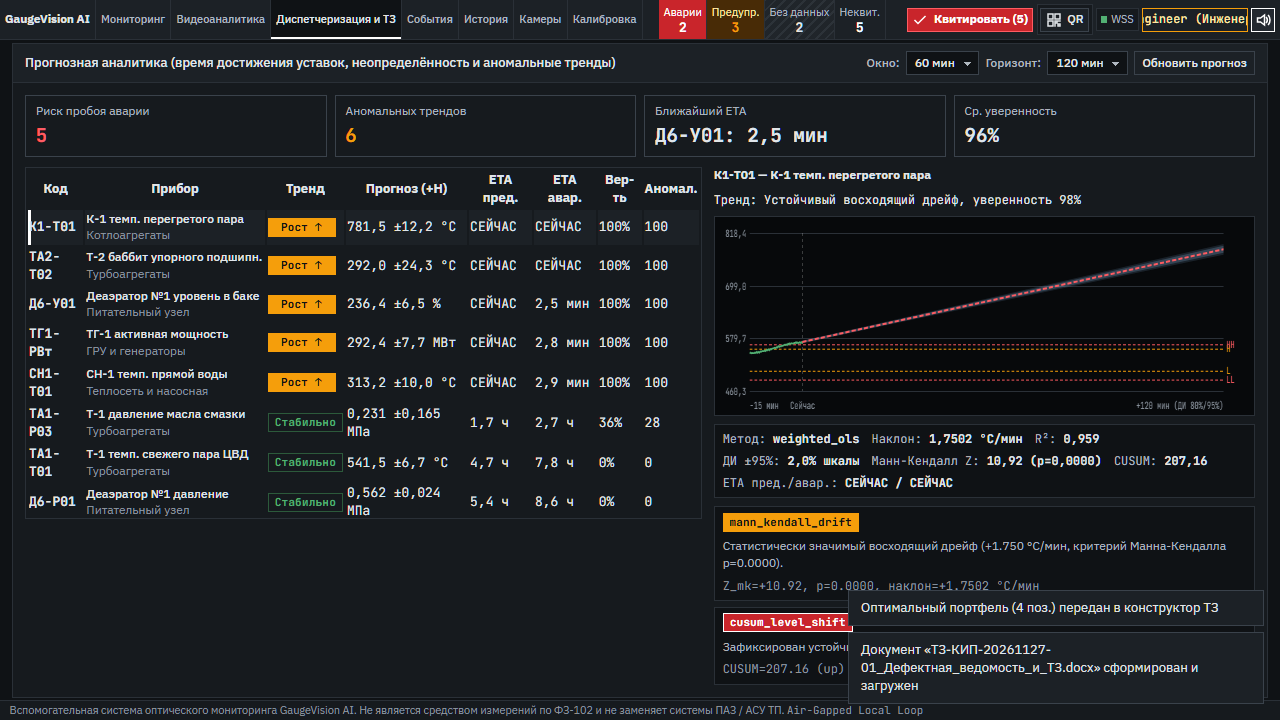 GaugeVision AI Мониторинг Видеоаналитика Диспетчеризация и ТЗ События История Камеры Калибровка
Аварии 2 Предупр. 3 Без данных 2 Неквит. 5
Квитировать (5) QR WSS gineer (Инжене
Прогнозная аналитика (время достижения уставок, неопределённость и аномальные тренды)
Окно: 60 мин Горизонт: 120 мин Обновить прогноз
Риск пробоя аварии
5
Аномальных трендов
6
Ближайший ETA
Д6-У01: 2,5 мин
Ср. уверенность
96%
Код Прибор Тренд Прогноз (+H) ETA пред. ETA авар. Вер-ть Аномал.
К1-Т01 К-1 темп. перегретого пара Котлоагрегаты Рост ↑ 781,5 ±12,2 °C СЕЙЧАС СЕЙЧАС 100% 100
ТА2-Т02 Т-2 баббит упорного подшипн. Турбоагрегаты Рост ↑ 292,0 ±24,3 °C СЕЙЧАС СЕЙЧАС 100% 100
Д6-У01 Деаэратор №1 уровень в баке Питательный узел Рост ↑ 236,4 ±6,5 % СЕЙЧАС 2,5 мин 100% 100
ТГ1-РВт ТГ-1 активная мощность ГРУ и генераторы Рост ↑ 292,4 ±7,7 МВт СЕЙЧАС 2,8 мин 100% 100
СН1-Т01 СН-1 темп. прямой воды Теплосеть и насосная Рост ↑ 313,2 ±10,0 °C СЕЙЧАС 2,9 мин 100% 100
ТА1-Р03 Т-1 давление масла смазки Турбоагрегаты Стабильно 0,231 ±0,165 МПа 1,7 ч 2,7 ч 36% 28
ТА1-Т01 Т-1 темп. свежего пара ЦВД Турбоагрегаты Стабильно 541,5 ±6,7 °C 4,7 ч 7,8 ч 0% 0
Д6-Р01 Деаэратор №1 давление Питательный узел Стабильно 0,562 ±0,024 МПа 5,4 ч 8,6 ч 0% 0
К1-Т01 — К-1 темп. перегретого пара
Тренд: Устойчивый восходящий дрейф, уверенность 98%
818,4
699,0
579,7
460,3
HH
H
L
LL
-15 мин Сейчас +120 мин (ДИ 80%/95%)
Метод: weighted_ols Наклон: 1,7502 °C/мин R²: 0,959
ДИ ±95%: 2,0% шкалы Манн-Кендалл Z: 10,92 (p=0,0000) CUSUM: 207,16
ETA пред./авар.: СЕЙЧАС / СЕЙЧАС
mann_kendall_drift
Статистически значимый восходящий дрейф (+1.750 °C/мин, критерий Манна-Кендалла
p=0.0000).
Z_mk=+10.92, p=0.0000, наклон=+1.7502 °C/мин
cusum_level_shift
Зафиксирован устойчи
CUSUM=207.16 (up)
Оптимальный портфель (4 поз.) передан в конструктор ТЗ
Документ «ТЗ-КИП-20261127-
01_Дефектная_ведомость_и_ТЗ.docx» сформирован и
загружен
Вспомогательная система оптического мониторинга GaugeVision AI. Не является средством измерений по ФЗ-102 и не заменяет системы ПАЗ / АСУ ТП. Air-Gapped Local Loop